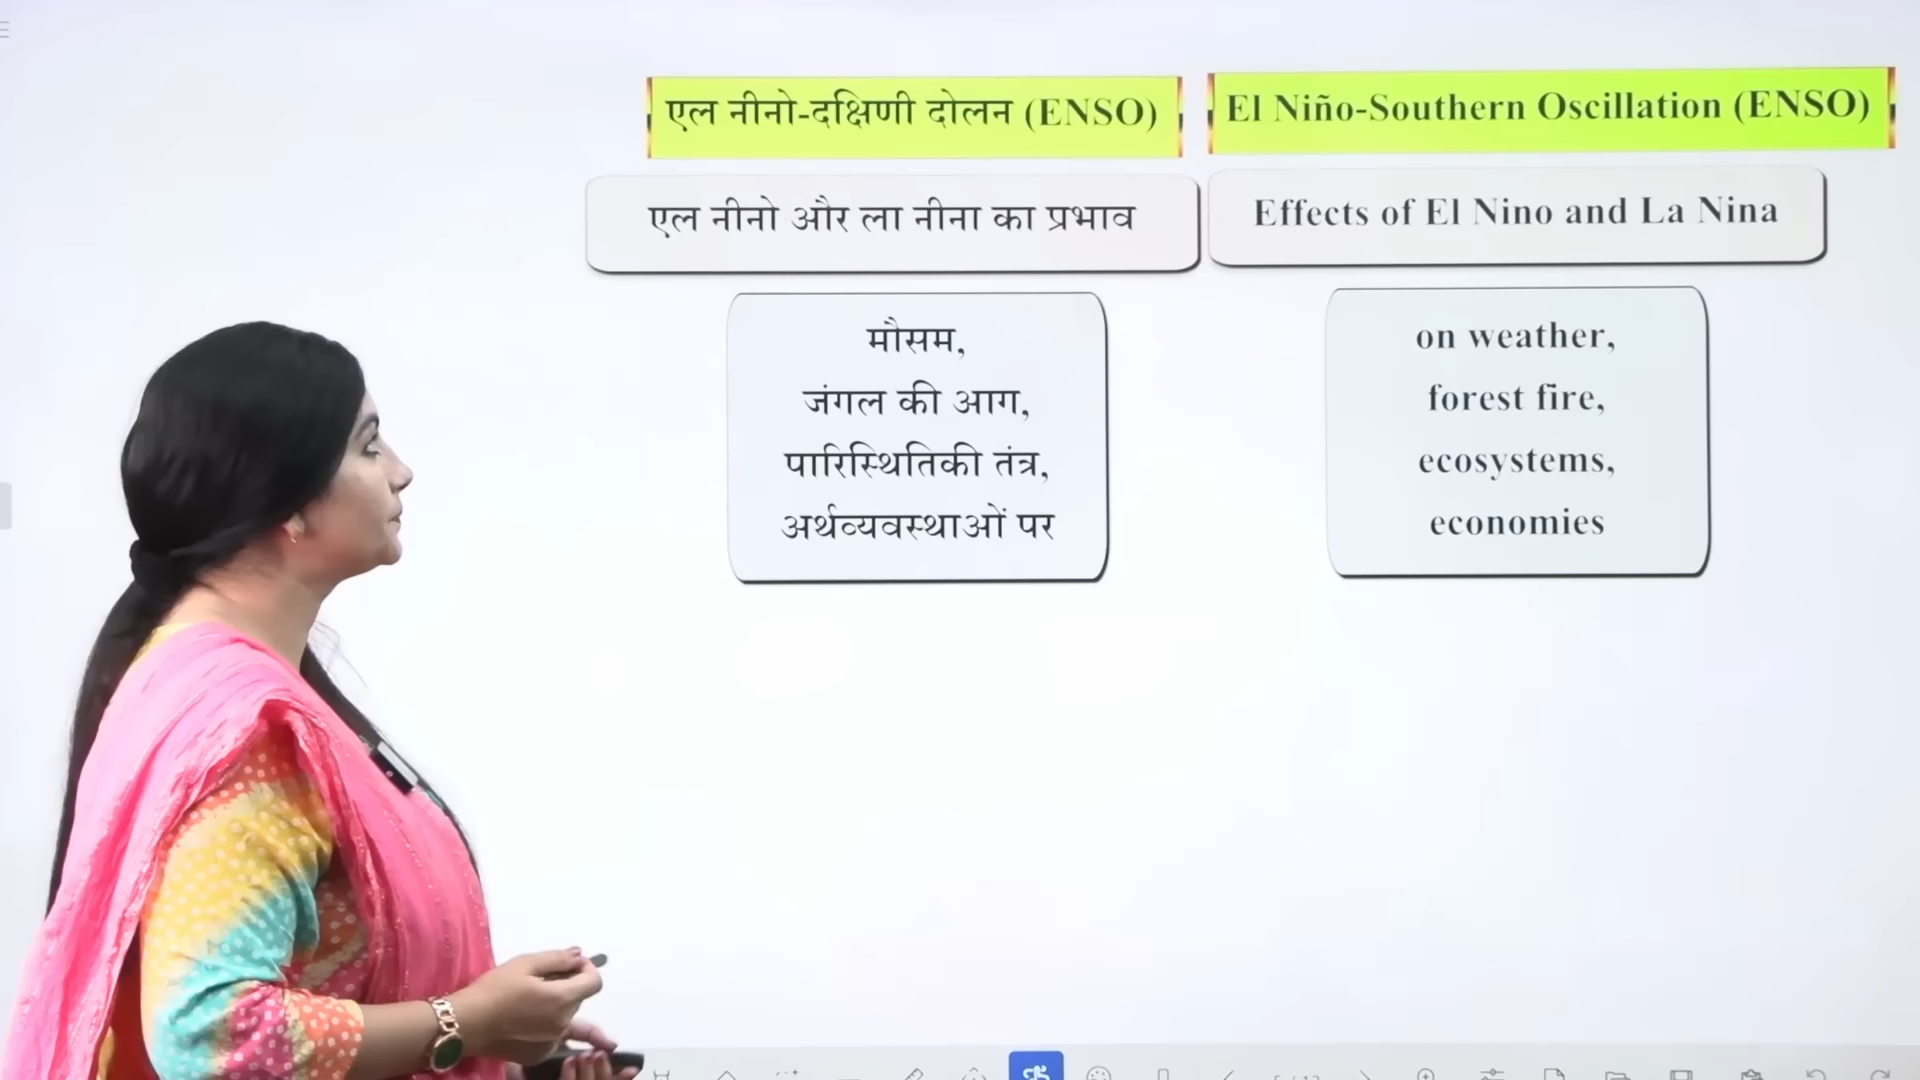 एल नीनो-दक्षिणी दोलन (ENSO)
El Niño-Southern Oscillation (ENSO)
एल नीनो और ला नीना का प्रभाव
Effects of El Nino and La Nina
मौसम,
जंगल की आग,
पारिस्थितिकी तंत्र,
अर्थव्यवस्थाओं पर
on weather,
forest fire,
ecosystems,
economies